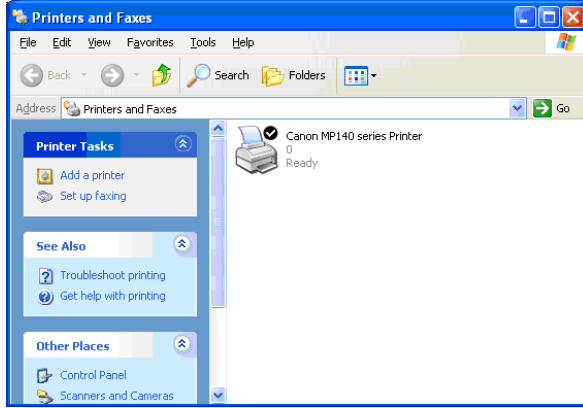 Printers and Faxes
File Edit View Favorites Tools Help
Back Search Folders
Address Printers and Faxes Go
Printer Tasks
Add a printer
Set up faxing
See Also
Troubleshoot printing
Get help with printing
Other Places
Control Panel
Scanners and Cameras
Canon MP140 series Printer
0
Ready